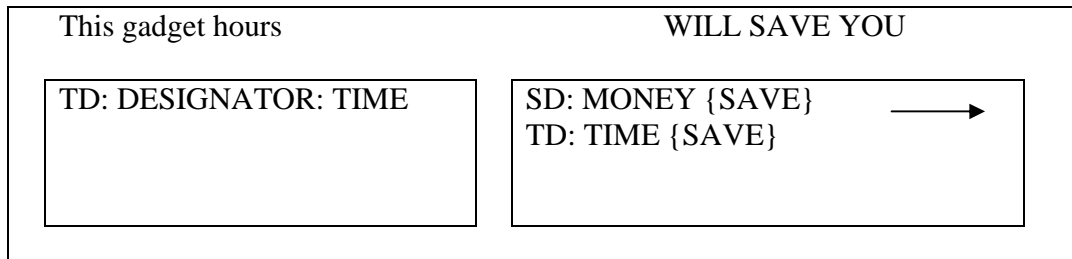 This gadget hours WILL SAVE YOU
TD: DESIGNATOR: TIME
SD: MONEY {SAVE}
TD: TIME {SAVE}